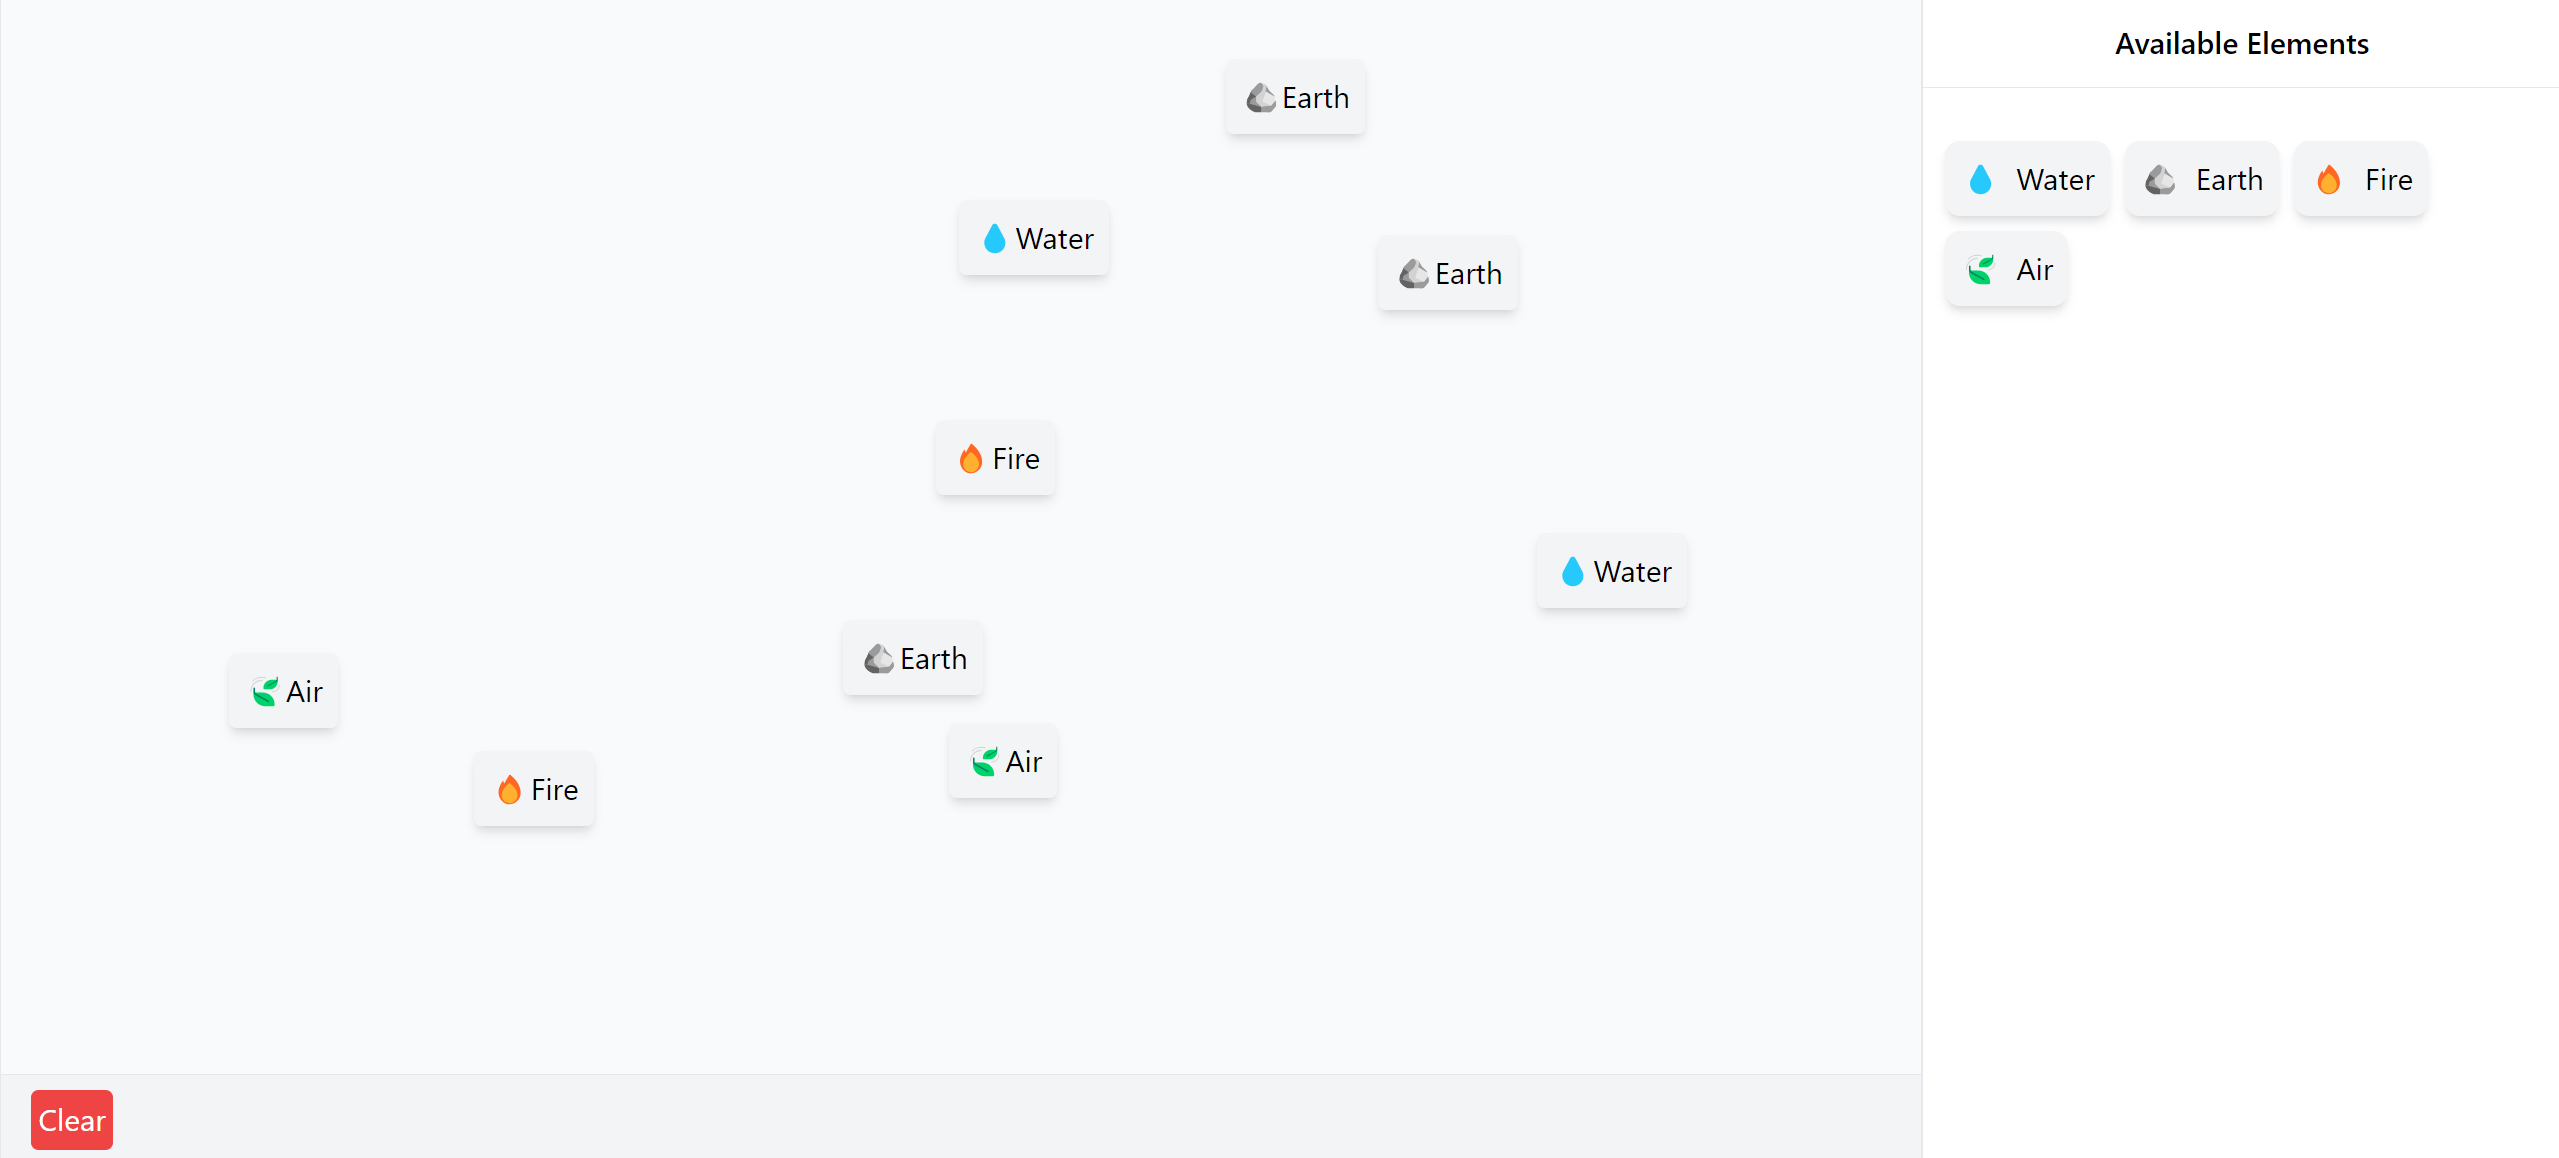 Earth
Water
Earth
Fire
Water
Earth
Air
Air
Fire
Clear
Available Elements
Water Earth Fire
Air